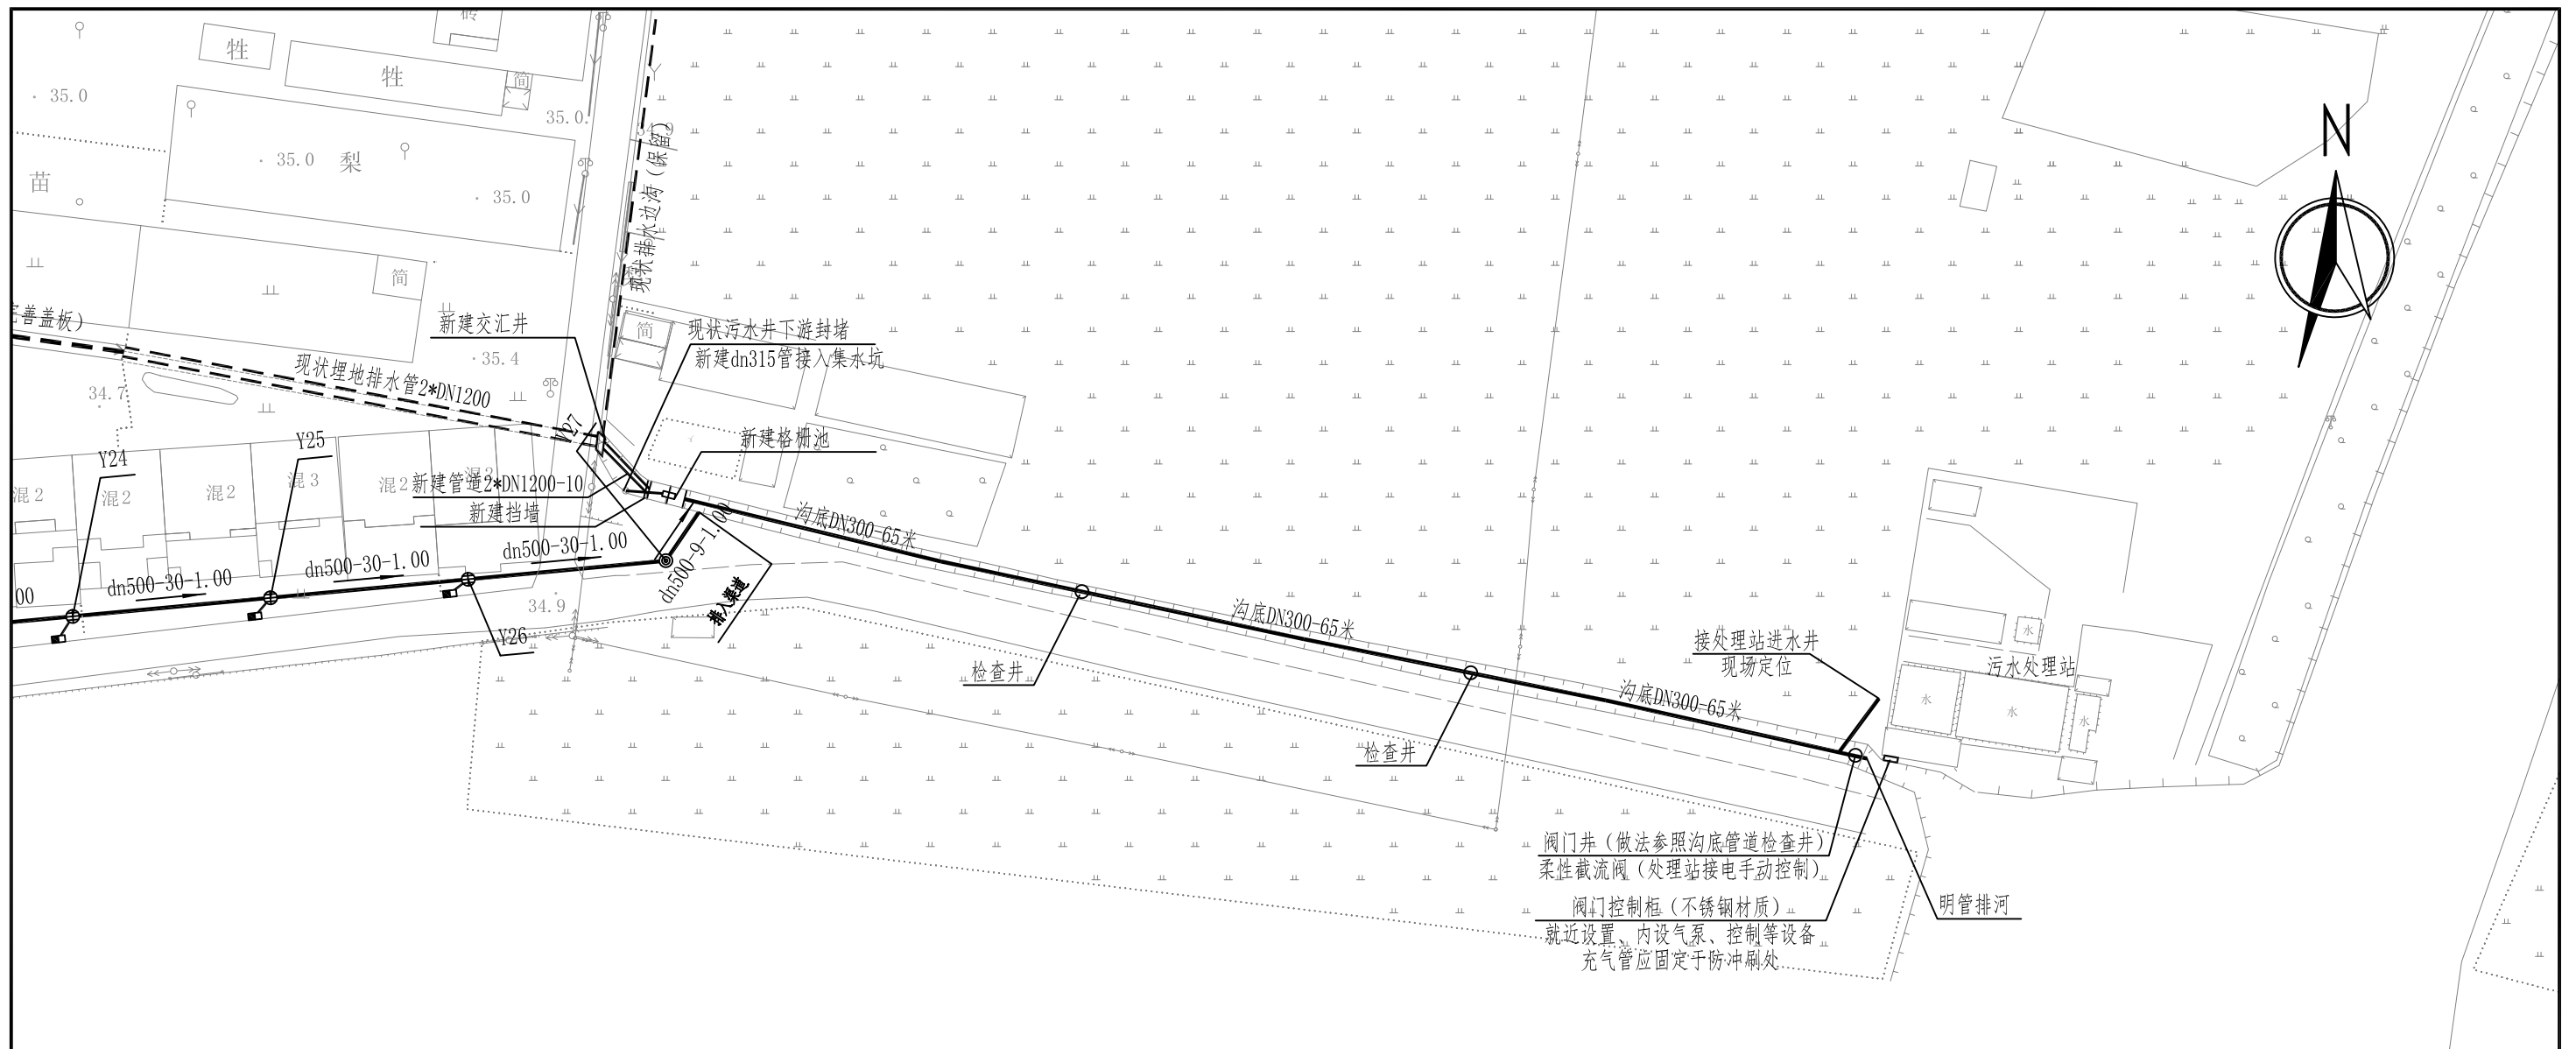 砖
牲
牲
简
35.0
35.0
N
35.0
梨
35.0
苗
现状排水边沟（保留）
简
善盖板）
新建交汇井
现状污水井下游封堵
新建dn315管接入集水坑
简
35.4
现状埋地排水管2*DN1200
34.7
Y27
新建格栅池
Y24
Y25
混2
混2
混2
混3
混2
混2
新建管道2*DN1200-10
新建挡墙
沟底DN300-65米
dn500-30-1.00
dn500-30-1.00
dn500-30-1.00
dn500-9-1.00
排入渠道
00
34.9
Y26
检查井
沟底DN300-65米
接处理站进水井
现场定位
水
污水处理站
水
水
水
沟底DN300-65米
检查井
阀门井（做法参照沟底管道检查井）
柔性截流阀（处理站接电手动控制）
阀门控制柜（不锈钢材质）
就近设置、内设气泵、控制等设备
充气管应固定于防冲刷处
明管排河